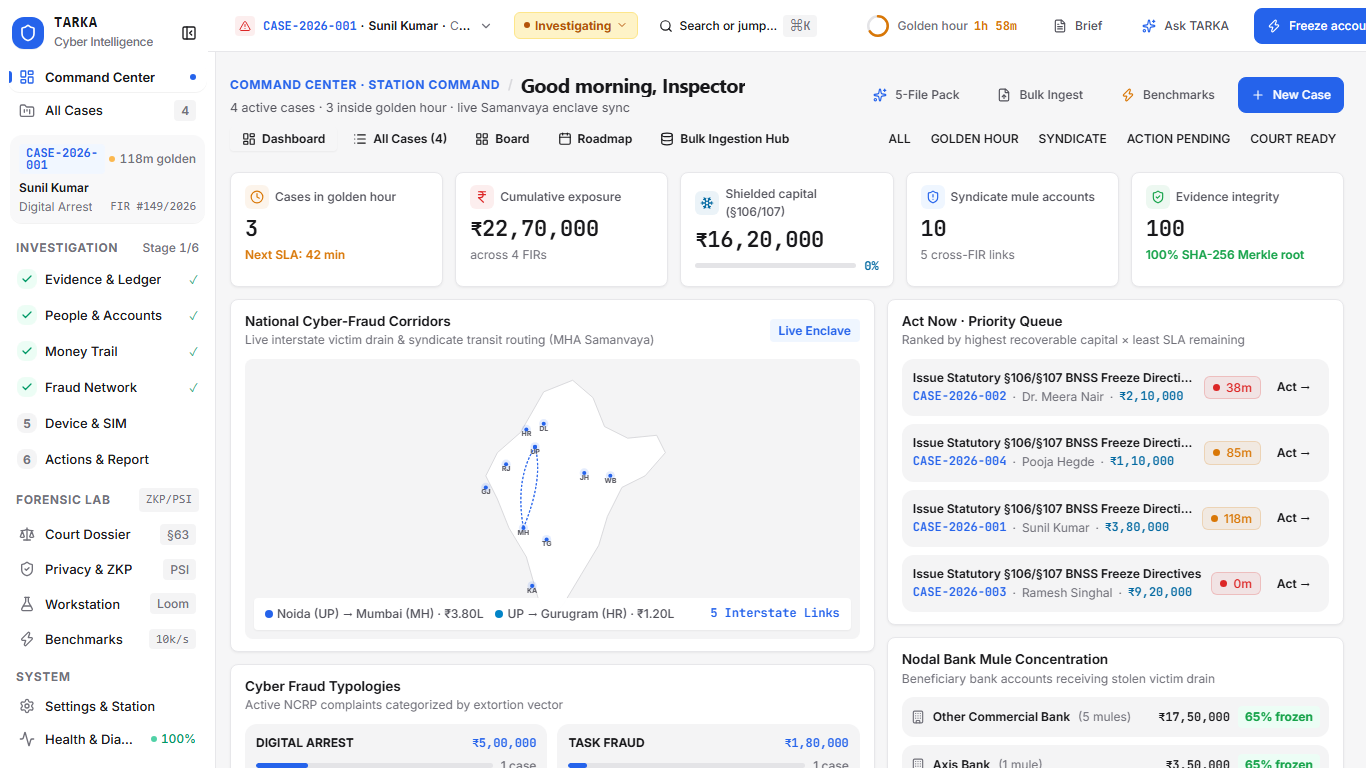 TARKA
Cyber Intelligence
CASE-2026-001 · Sunil Kumar · C...
Investigating
Search or jump...
⌘K
Golden hour 1h 58m
Brief
Ask TARKA
Freeze accou
Command Center
All Cases 4
CASE-2026-001
118m golden
Sunil Kumar
Digital Arrest FIR #149/2026
INVESTIGATION Stage 1/6
Evidence & Ledger ✓
People & Accounts ✓
Money Trail ✓
Fraud Network ✓
5 Device & SIM
6 Actions & Report
FORENSIC LAB ZKP/PSI
Court Dossier §63
Privacy & ZKP PSI
Workstation Loom
Benchmarks 10k/s
SYSTEM
Settings & Station
Health & Dia... 100%
COMMAND CENTER · STATION COMMAND / Good morning, Inspector
4 active cases · 3 inside golden hour · live Samanvaya enclave sync
5-File Pack
Bulk Ingest
Benchmarks
+ New Case
Dashboard
All Cases (4)
Board
Roadmap
Bulk Ingestion Hub
ALL
GOLDEN HOUR
SYNDICATE
ACTION PENDING
COURT READY
Cases in golden hour
3
Next SLA: 42 min
₹ Cumulative exposure
₹22,70,000
across 4 FIRs
Shielded capital
(§106/107)
₹16,20,000
0%
Syndicate mule accounts
10
5 cross-FIR links
Evidence integrity
100
100% SHA-256 Merkle root
National Cyber-Fraud Corridors
Live interstate victim drain & syndicate transit routing (MHA Samanvaya)
Live Enclave
HR
DL
UP
RJ
GJ
JH
WB
MH
TG
KA
Noida (UP) → Mumbai (MH) · ₹3.80L
UP → Gurugram (HR) · ₹1.20L
5 Interstate Links
Cyber Fraud Typologies
Active NCRP complaints categorized by extortion vector
DIGITAL ARREST ₹5,00,000
1 case
TASK FRAUD ₹1,80,000
1 case
Act Now · Priority Queue
Ranked by highest recoverable capital × least SLA remaining
Issue Statutory §106/§107 BNSS Freeze Directi...
CASE-2026-002 · Dr. Meera Nair · ₹2,10,000
38m
Act →
Issue Statutory §106/§107 BNSS Freeze Directi...
CASE-2026-004 · Pooja Hegde · ₹1,10,000
85m
Act →
Issue Statutory §106/§107 BNSS Freeze Directi...
CASE-2026-001 · Sunil Kumar · ₹3,80,000
118m
Act →
Issue Statutory §106/§107 BNSS Freeze Directives
CASE-2026-003 · Ramesh Singhal · ₹9,20,000
0m
Act →
Nodal Bank Mule Concentration
Beneficiary bank accounts receiving stolen victim drain
Other Commercial Bank (5 mules) ₹17,50,000 65% frozen
Axis Bank (1 mule) ₹3,50,000 65% frozen